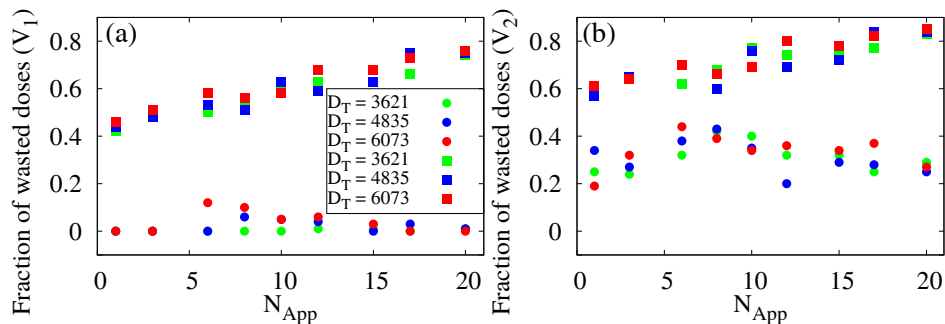 Fraction of wasted doses (V1)
0.8
0.6
0.4
0.2
0
(a)
DT = 3621
DT = 4835
DT = 6073
DT = 3621
DT = 4835
DT = 6073
0 5 10 15 20
NApp
Fraction of wasted doses (V2)
0.8
0.6
0.4
0.2
0
(b)
0 5 10 15 20
NApp